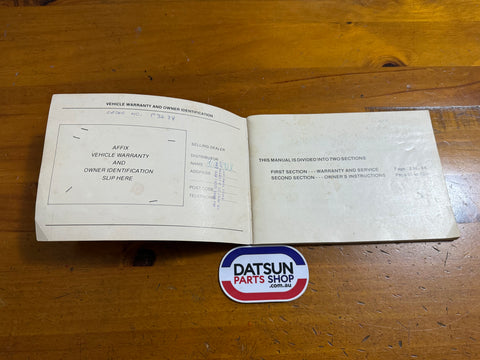 VEHICLE WARRANTY AND OWNER IDENTIFICATION
AFFIX
VEHICLE WARRANTY
AND
OWNER IDENTIFICATION
SLIP HERE
SELLING DEALER
DISTRIBUTOR
NAME
ADDRESS
POST CODE
TELEPHONE
THIS MANUAL IS DIVIDED INTO TWO SECTIONS
FIRST SECTION - - - WARRANTY AND SERVICE
SECOND SECTION - - - OWNER'S INSTRUCTIONS
DATSUN
PARTS SHOP
.com.au